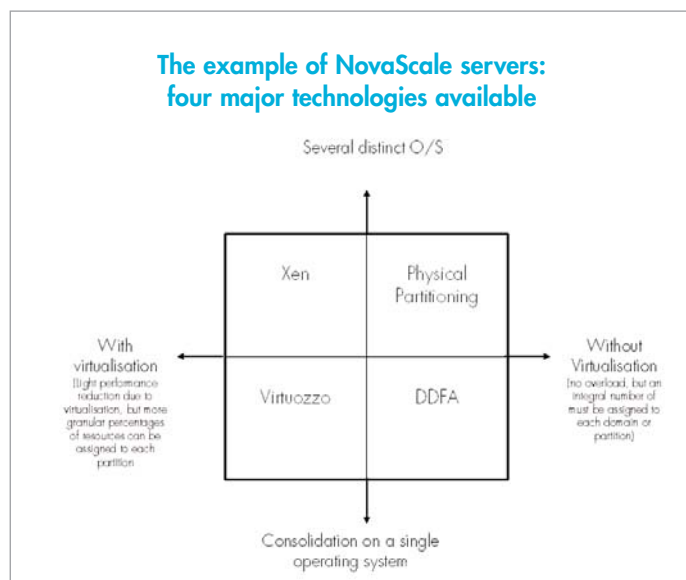 The example of NovaScale servers:
four major technologies available
Several distinct O/S
Xen
Physical
Partitioning
With
virtualisation
(Light performance
reduction due to
virtualisation, but more
granular percentages
of resources can be
assigned to each
partition
Without
Virtualisation
(no overload, but an
integral number of
must be assigned to
each domain or
partition)
Virtuozzo
DDFA
Consolidation on a single
operating system